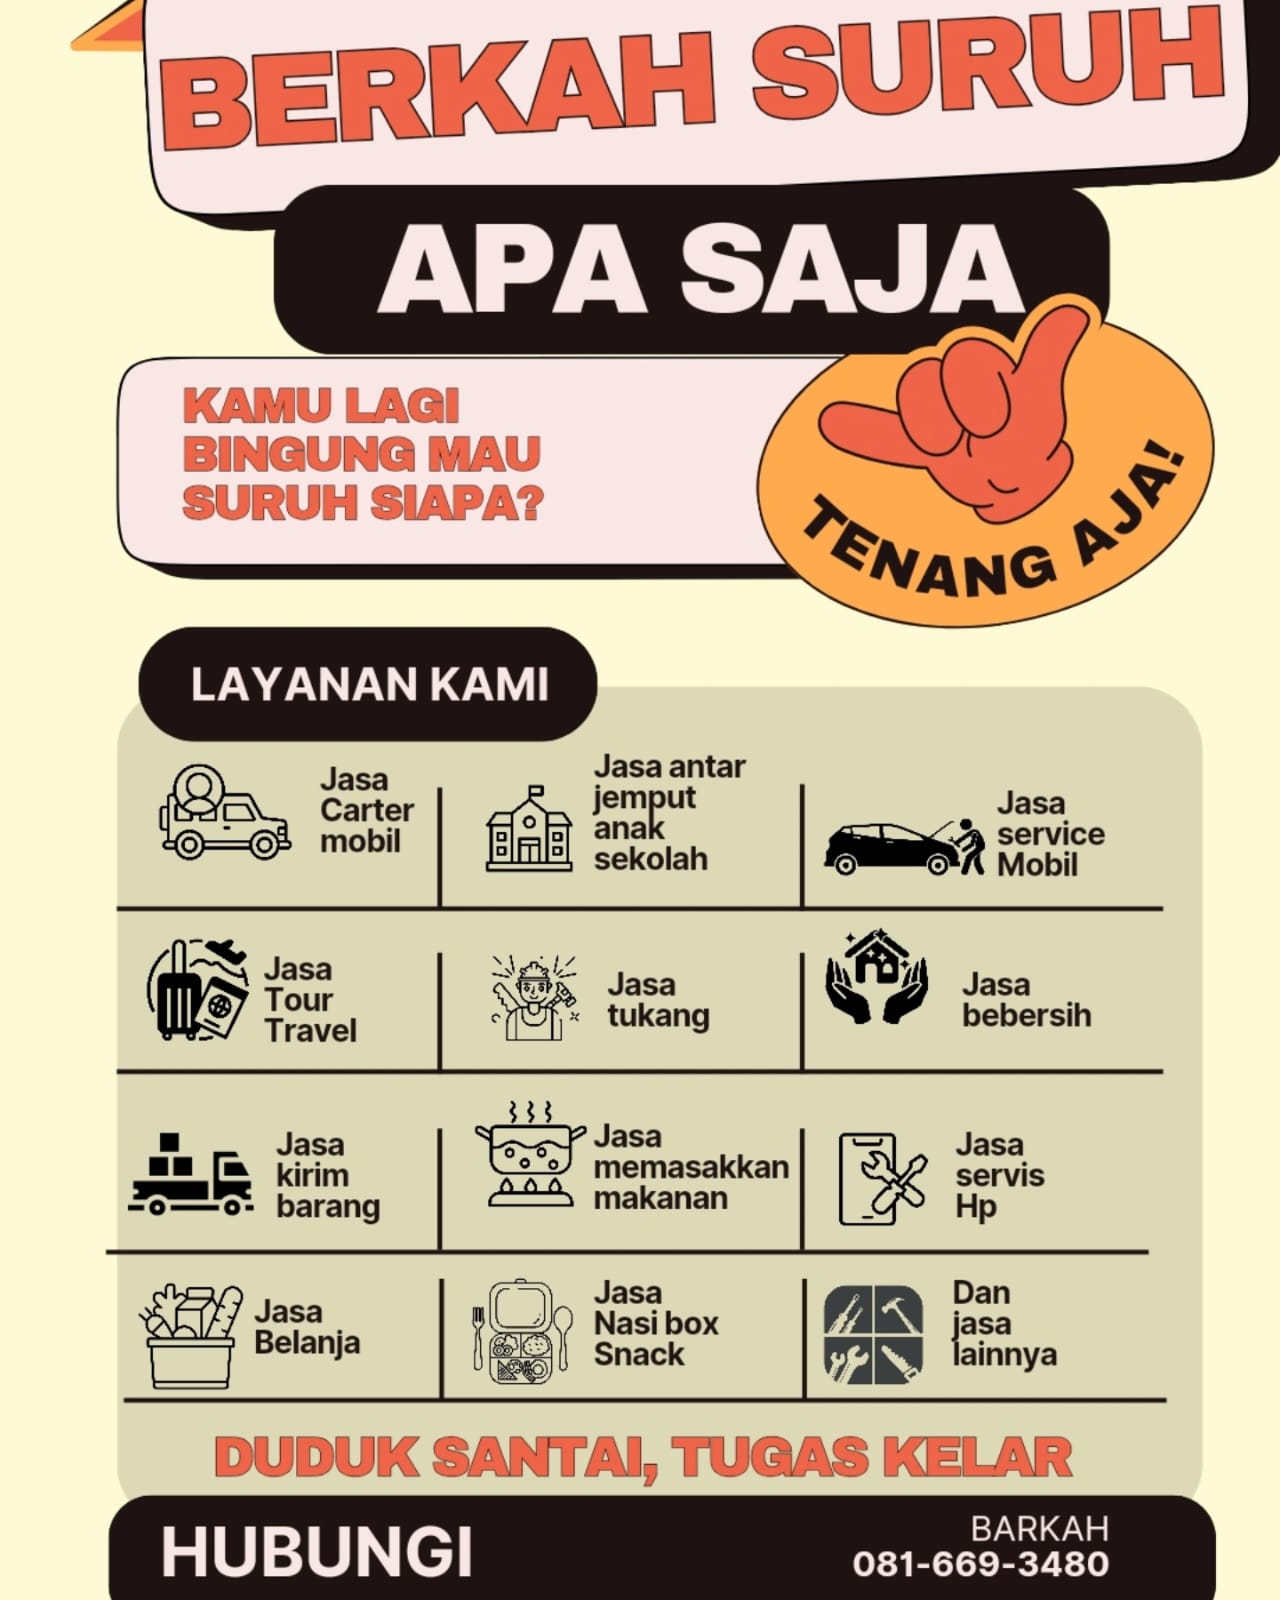 BERKAH SURUH
APA SAJA
KAMU LAGI
BINGUNG MAU
SURUH SIAPA?
TENANG AJA!
LAYANAN KAMI
Jasa
Carter
mobil
Jasa antar
jemput
anak
sekolah
Jasa
service
Mobil
Jasa
Tour
Travel
Jasa
tukang
Jasa
bebersih
Jasa
kirim
barang
Jasa
memasakkan
makanan
Jasa
servis
Hp
Jasa
Belanja
Jasa
Nasi box
Snack
Dan
jasa
lainnya
DUDUK SANTAI, TUGAS KELAR
HUBUNGI
BARKAH
081-669-3480